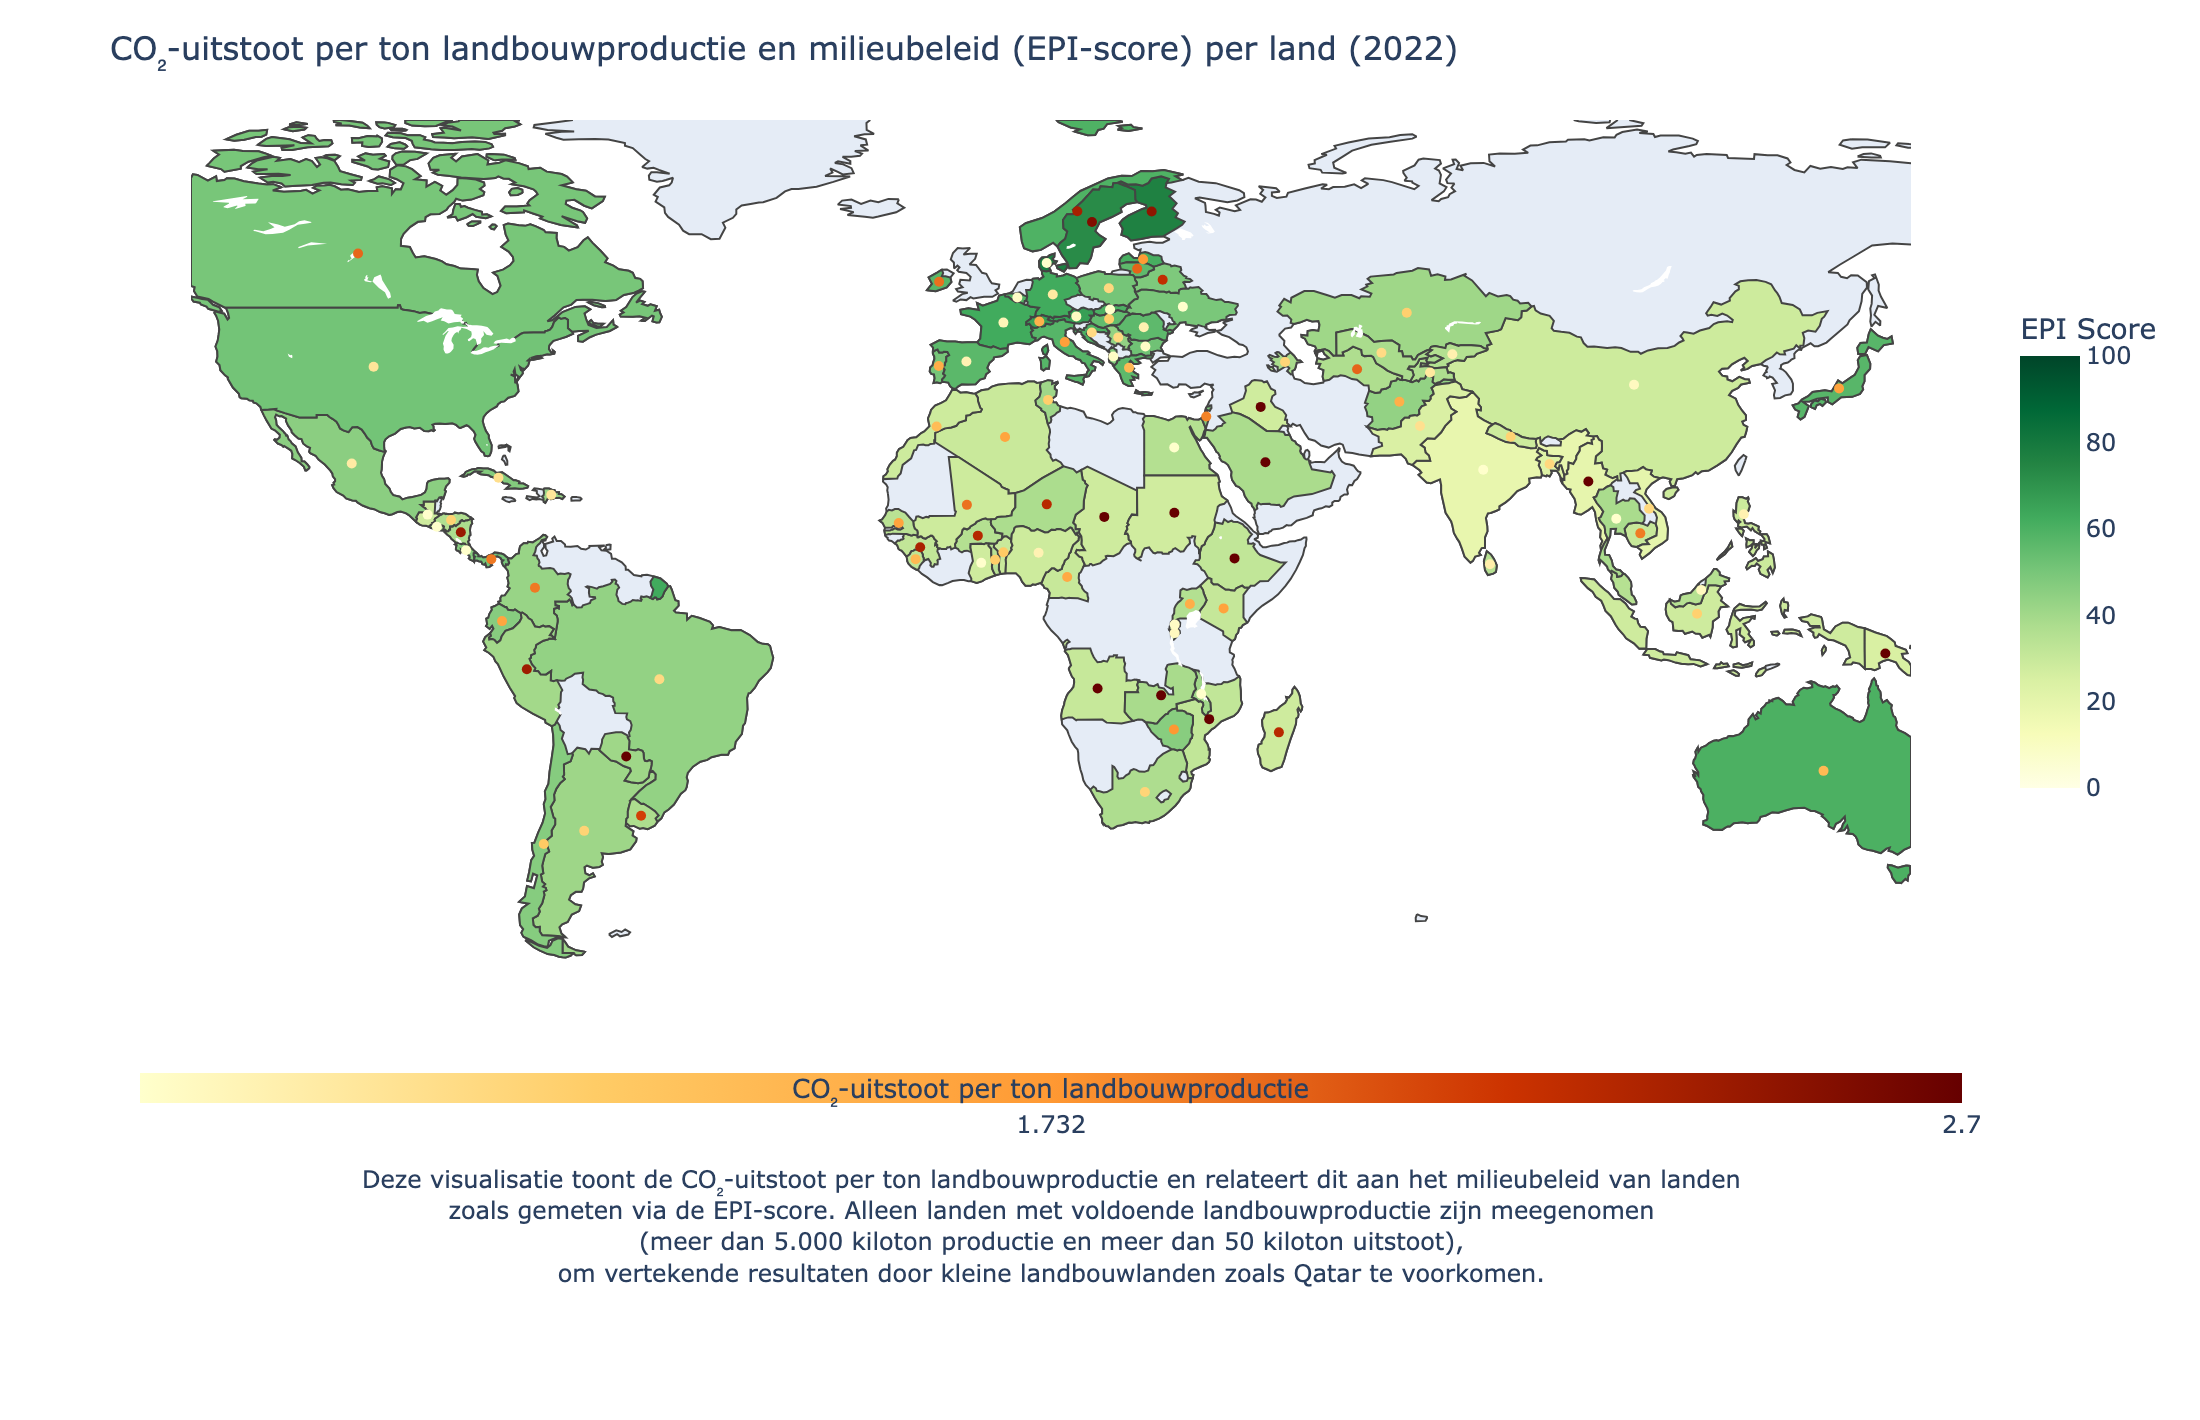 CO₂-uitstoot per ton landbouwproductie en milieubeleid (EPI-score) per land (2022)
EPI Score
100
80
60
40
20
0
CO₂-uitstoot per ton landbouwproductie
1.732
2.7
Deze visualisatie toont de CO₂-uitstoot per ton landbouwproductie en relateert dit aan het milieubeleid van landen
zoals gemeten via de EPI-score. Alleen landen met voldoende landbouwproductie zijn meegenomen
(meer dan 5.000 kiloton productie en meer dan 50 kiloton uitstoot),
om vertekende resultaten door kleine landbouwlanden zoals Qatar te voorkomen.